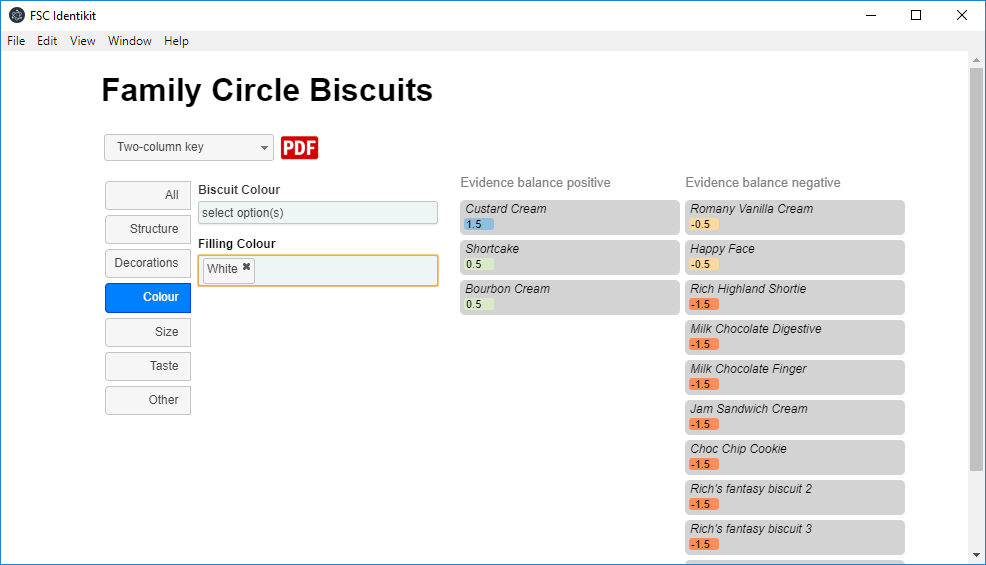 FSC Identikit
File Edit View Window Help
Family Circle Biscuits
Two-column key
PDF
All
Structure
Decorations
Colour
Size
Taste
Other
Biscuit Colour
select option(s)
Filling Colour
White ✖
Evidence balance positive
Custard Cream
1.5
Shortcake
0.5
Bourbon Cream
0.5
Evidence balance negative
Romany Vanilla Cream
-0.5
Happy Face
-0.5
Rich Highland Shortie
-1.5
Milk Chocolate Digestive
-1.5
Milk Chocolate Finger
-1.5
Jam Sandwich Cream
-1.5
Choc Chip Cookie
-1.5
Rich's fantasy biscuit 2
-1.5
Rich's fantasy biscuit 3
-1.5